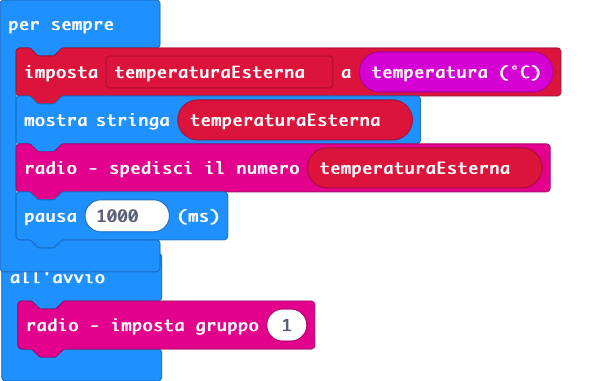 per sempre
imposta temperaturaEsterna a temperatura (°C)
mostra stringa temperaturaEsterna
radio - spedisci il numero temperaturaEsterna
pausa 1000 (ms)
all'avvio
radio - imposta gruppo 1